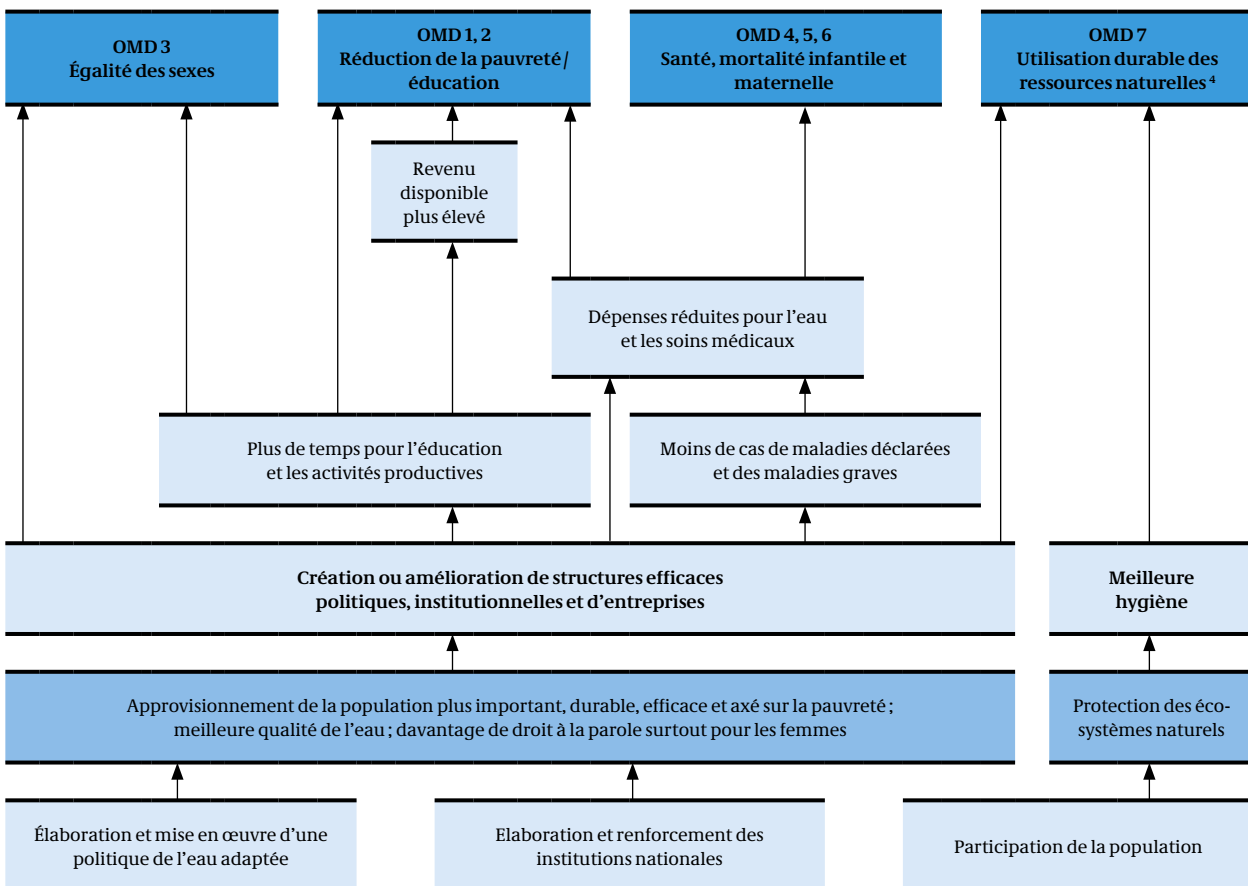 OMD 3
Égalité des sexes
OMD 1, 2
Réduction de la pauvreté /
éducation
OMD 4, 5, 6
Santé, mortalité infantile et
maternelle
OMD 7
Utilisation durable des
ressources naturelles ⁴
Revenu
disponible
plus élevé
Dépenses réduites pour l’eau
et les soins médicaux
Plus de temps pour l’éducation
et les activités productives
Moins de cas de maladies déclarées
et des maladies graves
Création ou amélioration de structures efficaces
politiques, institutionnelles et d’entreprises
Meilleure
hygiène
Approvisionnement de la population plus important, durable, efficace et axé sur la pauvreté ;
meilleure qualité de l’eau ; davantage de droit à la parole surtout pour les femmes
Protection des éco-
systèmes naturels
Élaboration et mise en œuvre d’une
politique de l’eau adaptée
Elaboration et renforcement des
institutions nationales
Participation de la population